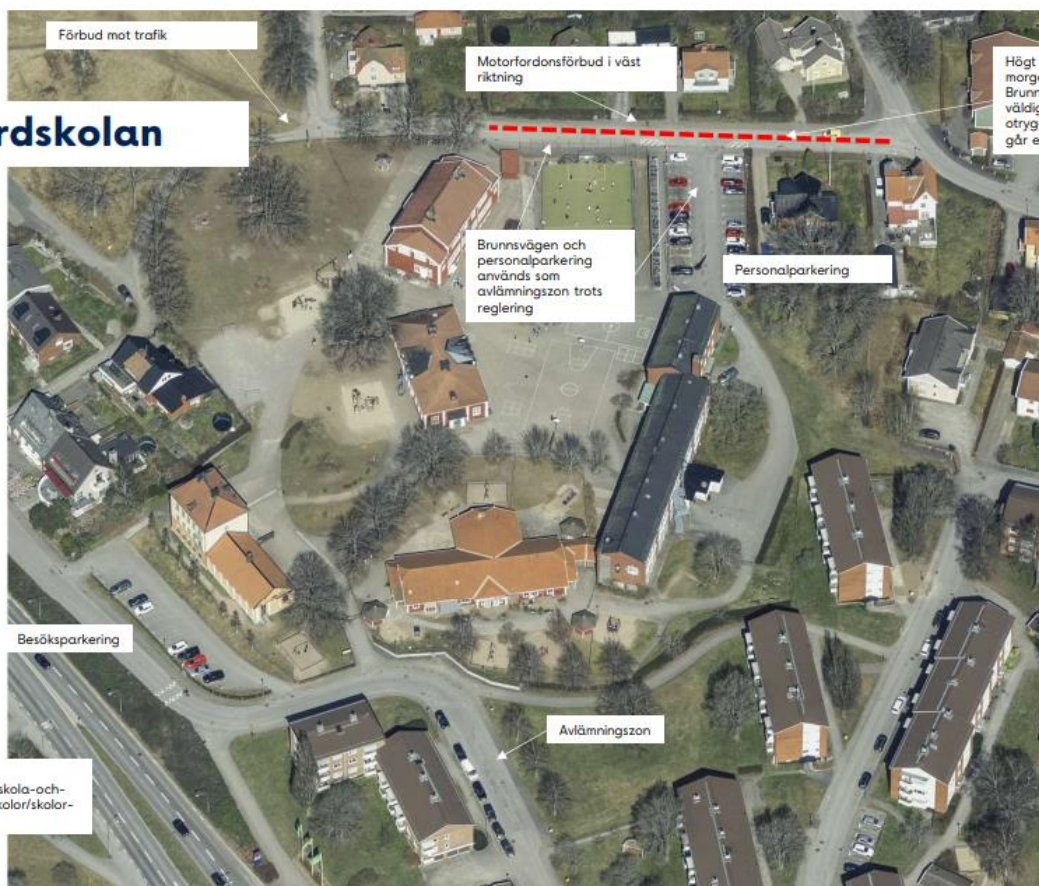 Förbud mot trafik
rdskolan
Motorfordonsförbud i väst
riktning
Högt
morg
Brunn
väldig
otryg
går e
Brunnsvägen och
personalparkering
används som
avlämningszon trots
reglering
Personalparkering
Besöksparkering
Avlämningszon
skola-och-
kolor/skolor-